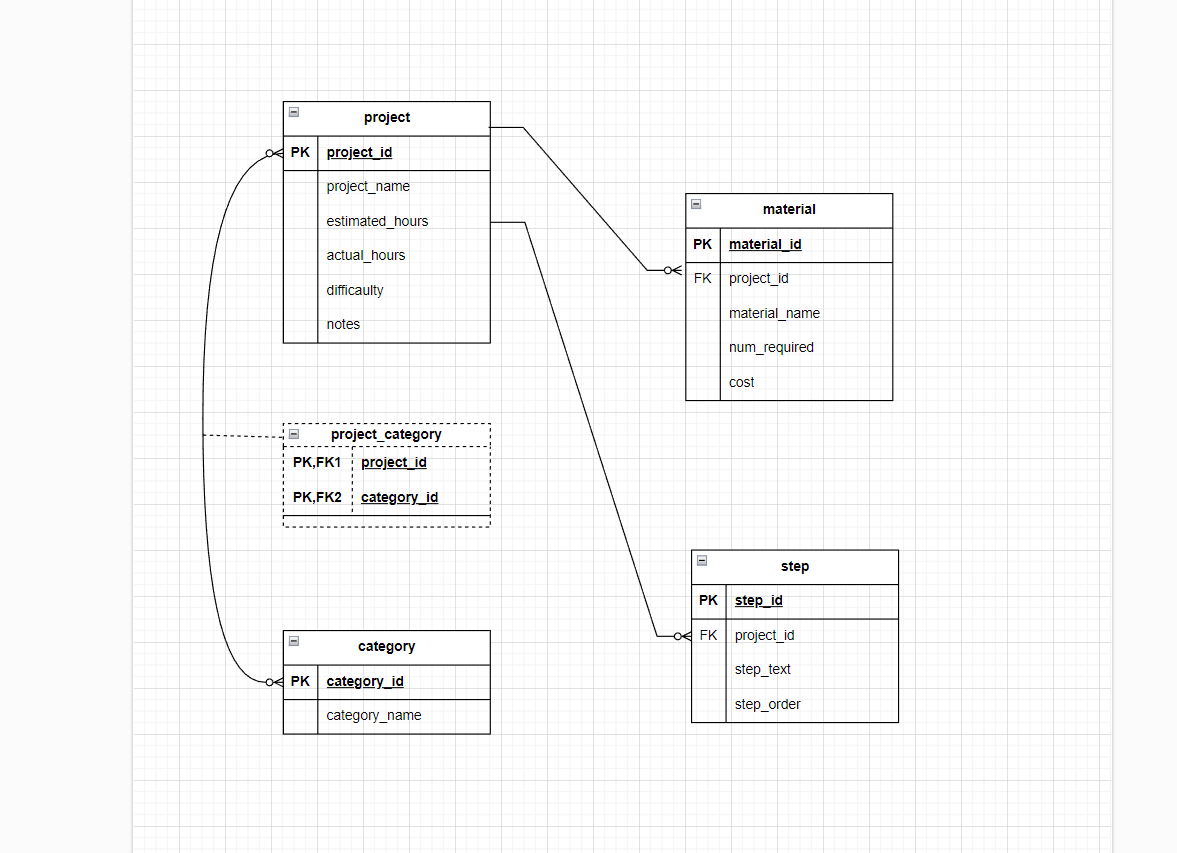 project
PK project_id
project_name
estimated_hours
actual_hours
difficaulty
notes
material
PK material_id
FK project_id
material_name
num_required
cost
project_category
PK,FK1 project_id
PK,FK2 category_id
step
PK step_id
FK project_id
step_text
step_order
category
PK category_id
category_name